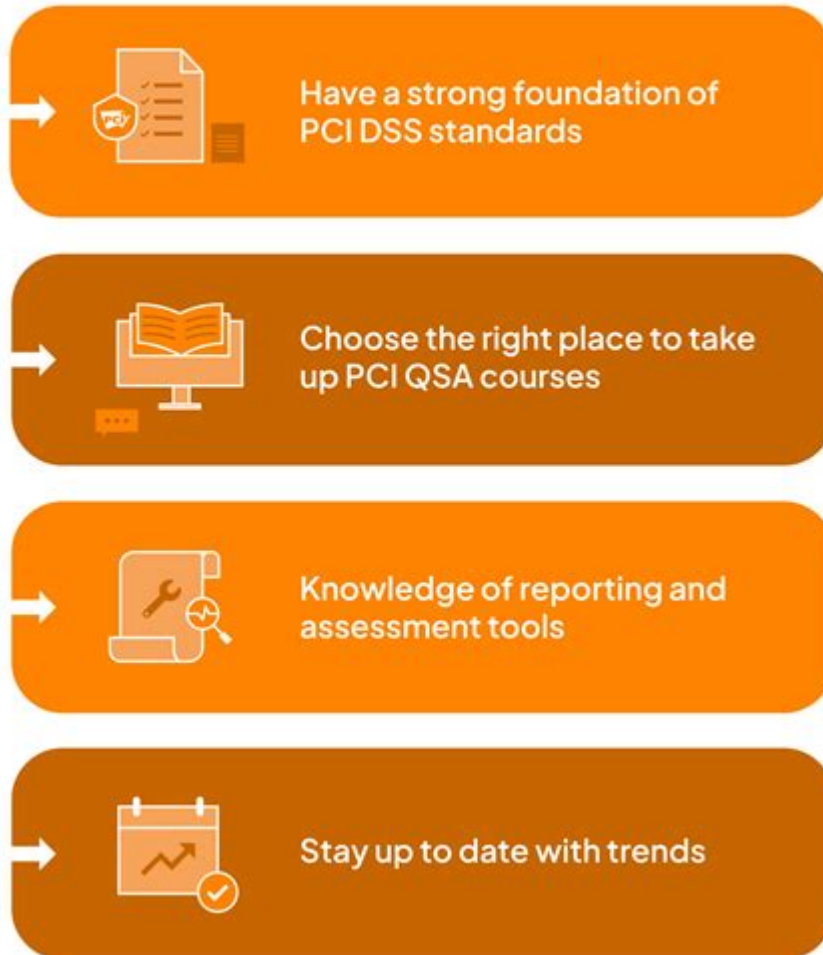 PCI
Have a strong foundation of
PCI DSS standards
Choose the right place to take
up PCI QSA courses
Knowledge of reporting and
assessment tools
Stay up to date with trends